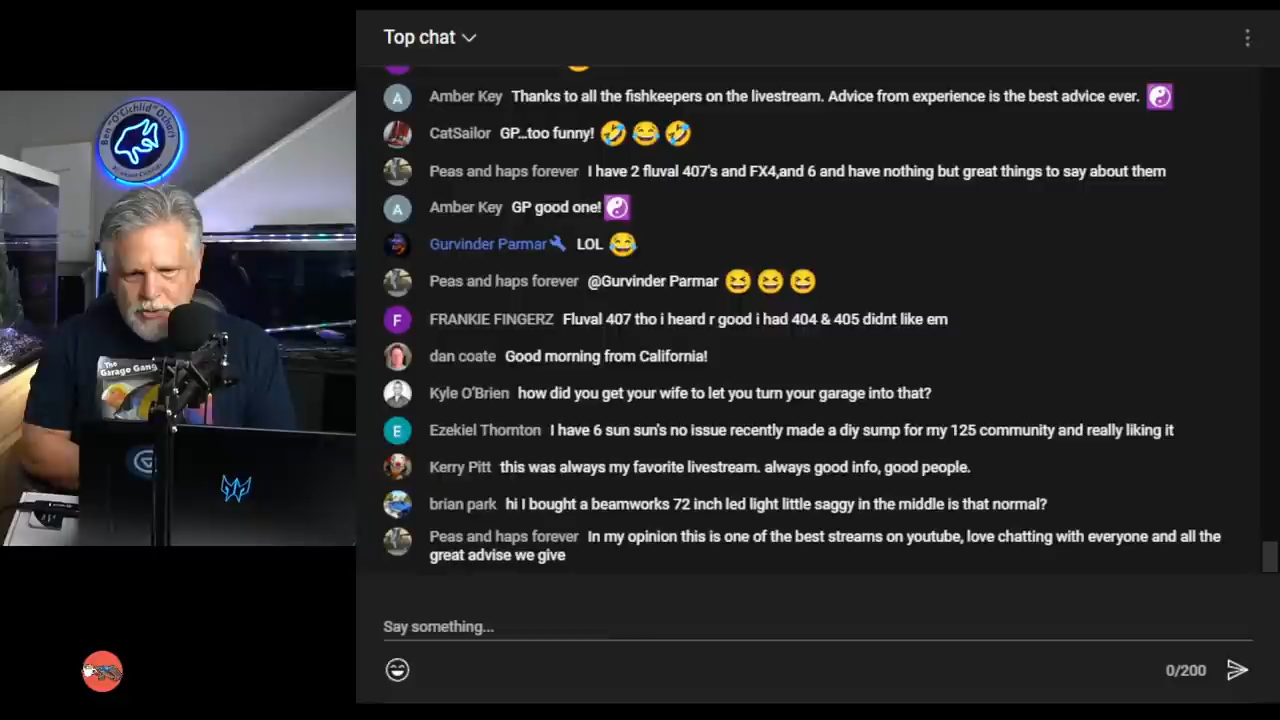 Top chat
Amber Key Thanks to all the fishkeepers on the livestream. Advice from experience is the best advice ever.
CatSailor GP...too funny! 🤣 😂 🤣
Peas and haps forever I have 2 fluval 407's and FX4,and 6 and have nothing but great things to say about them
Amber Key GP good one!
Gurvinder Parmar LOL 😂
Peas and haps forever @Gurvinder Parmar 😆 😆 😆
FRANKIE FINGERZ Fluval 407 tho i heard r good i had 404 & 405 didnt like em
dan coate Good morning from California!
Kyle O'Brien how did you get your wife to let you turn your garage into that?
Ezekiel Thornton I have 6 sun sun's no issue recently made a diy sump for my 125 community and really liking it
Kerry Pitt this was always my favorite livestream. always good info, good people.
brian park hi I bought a beamworks 72 inch led light little saggy in the middle is that normal?
Peas and haps forever In my opinion this is one of the best streams on youtube, love chatting with everyone and all the
great advise we give
Say something...
0/200
A
A
F
E
Ben "O'Cichlid" Ochart
The
Garage Gang